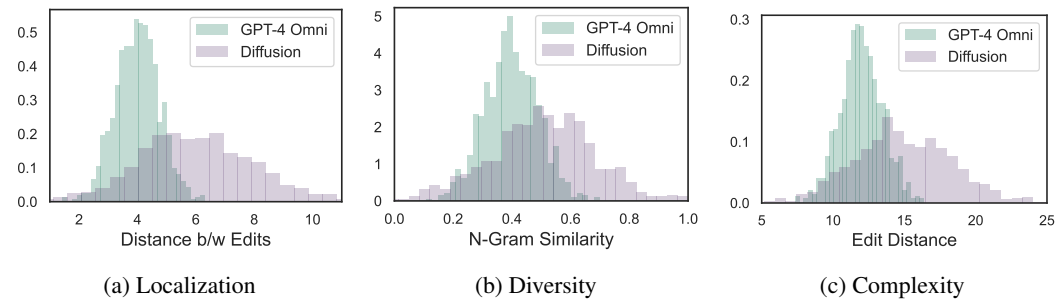 GPT-4 Omni
Diffusion
0.5
0.4
0.3
0.2
0.1
0.0
2 4 6 8 10
Distance b/w Edits
(a) Localization
GPT-4 Omni
Diffusion
5
4
3
2
1
0
0.0 0.2 0.4 0.6 0.8 1.0
N-Gram Similarity
(b) Diversity
GPT-4 Omni
Diffusion
0.3
0.2
0.1
0.0
5 10 15 20 25
Edit Distance
(c) Complexity